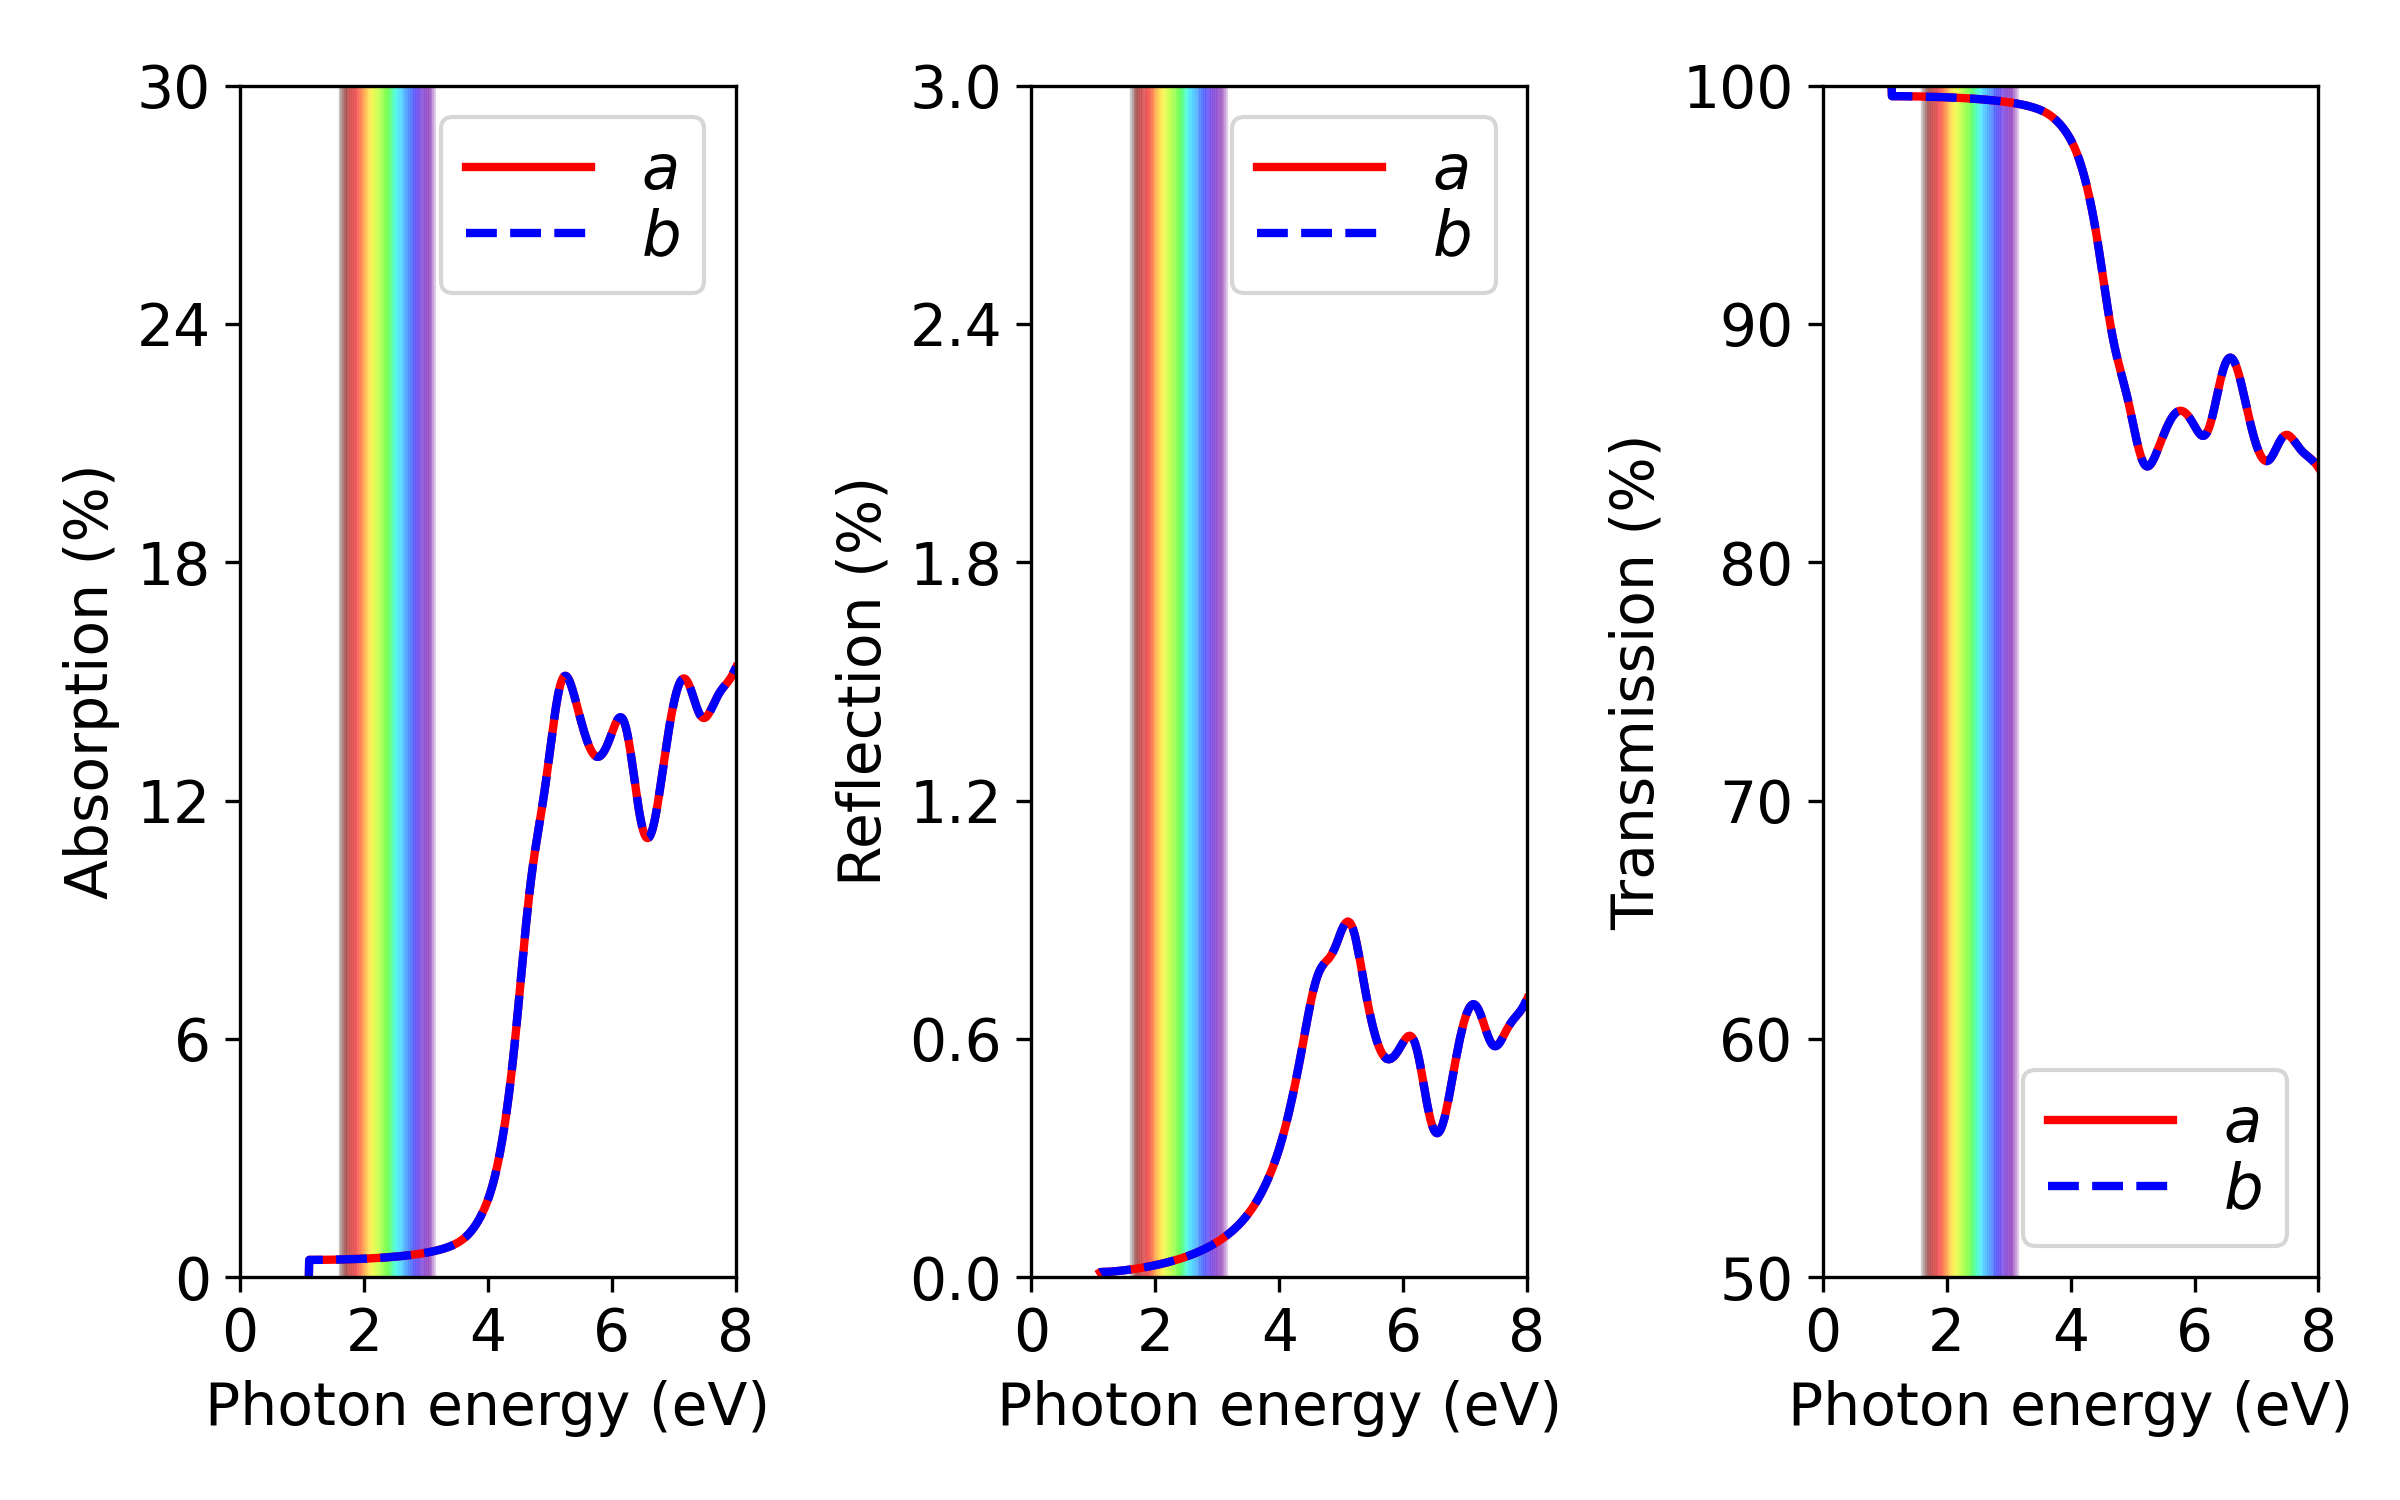 Absorption (%)
30
24
18
12
6
0
0 2 4 6 8
Photon energy (eV)
a
b
Reflection (%)
3.0
2.4
1.8
1.2
0.6
0.0
0 2 4 6 8
Photon energy (eV)
a
b
Transmission (%)
100
90
80
70
60
50
0 2 4 6 8
Photon energy (eV)
a
b